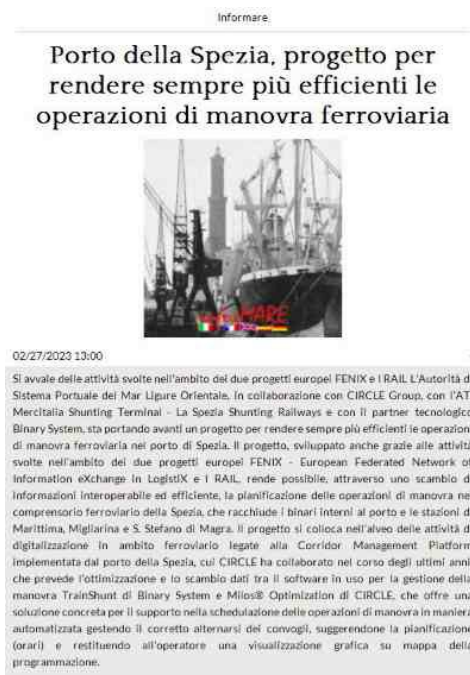 Informare
Porto della Spezia, progetto per
rendere sempre più efficienti le
operazioni di manovra ferroviaria
MARE
02/27/2023 13:00
Si avvale delle attività svolte nell'ambito dei due progetti europei FENIX e I RAIL L'Autorità d
Sistema Portuale del Mar Ligure Orientale, in collaborazione con CIRCLE Group, con l'AT
Mercitalia Shunting Terminal - La Spezia Shunting Railways e con il partner tecnologico
Binary System, sta portando avanti un progetto per rendere sempre più efficienti le operazion
di manovra ferroviaria nel porto di Spezia. Il progetto, sviluppato anche grazie alle attività
svolte nell'ambito dei due progetti europei FENIX - European Federated Network of
Information eXchange in LogistiX e I RAIL, rende possibile, attraverso uno scambio d
informazioni interoperabile ed efficiente, la pianificazione delle operazioni di manovra ne
comprensorio ferroviario della Spezia, che racchiude i binari interni al porto e le stazioni d
Marittima, Migliarina e S. Stefano di Magra. Il progetto si colloca nell'alveo delle attività d
digitalizzazione in ambito ferroviario legate alla Corridor Management Platform
implementata dal porto della Spezia, cui CIRCLE ha collaborato nel corso degli ultimi anni
che prevede l'ottimizzazione e lo scambio dati tra il software in uso per la gestione della
manovra TrainShunt di Binary System e Milos® Optimization di CIRCLE, che offre una
soluzione concreta per il supporto nella schedulazione delle operazioni di manovra in maniera
automatizzata gestendo il corretto alternarsi dei convogli, suggerendone la pianificazione
(orari) e restituendo all'operatore una visualizzazione grafica su mappa della
programmazione.